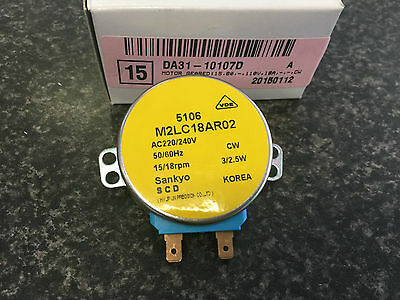 15 DA31-10107D A
20150112
VDE
5106
M2LC18AR02
AC220/240V
50/60Hz CW
15/18rpm 3/2.5W
Sankyo KOREA
SCD